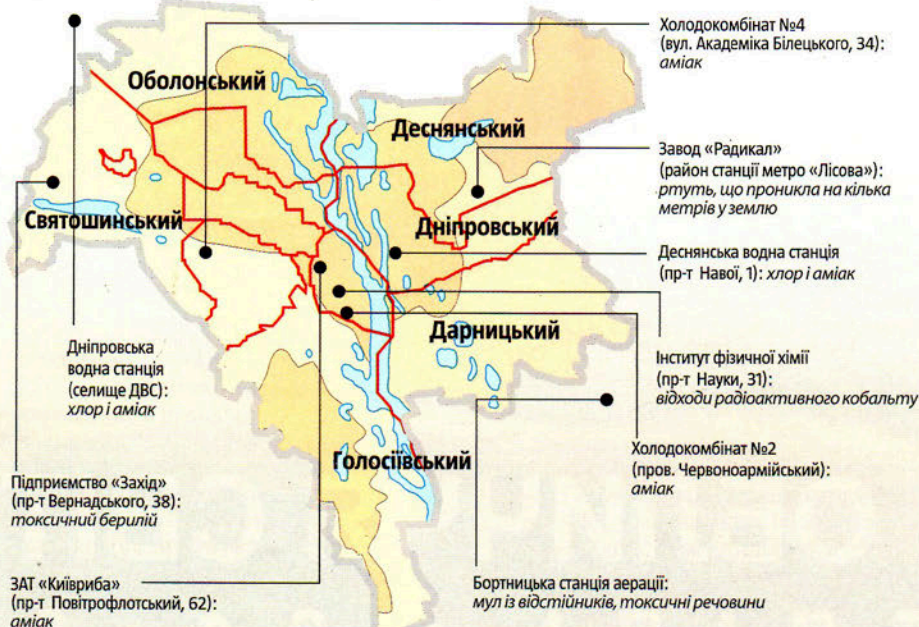 Холодокомбінат №4
(вул. Академіка Білецького, 34):
аміак
Оболонський
Деснянський
Завод «Радикал»
(район станції метро «Лісова»):
ртуть, що проникла на кілька
метрів у землю
Святошинський
Дніпровський
Деснянська водна станція
(пр-т Навої, 1): хлор і аміак
Дарницький
Дніпровська
водна станція
(селище ДВС):
хлор і аміак
Інститут фізичної хімії
(пр-т Науки, 31):
відходи радіоактивного кобальту
Голосіївський
Холодокомбінат №2
(пров. Червоноармійський):
аміак
Підприємство «Захід»
(пр-т Вернадського, 38):
токсичний берилій
ЗАТ «Київриба»
(пр-т Повітрофлотський, 62):
аміак
Бортницька станція аерації:
мул із відстійників, токсичні речовини